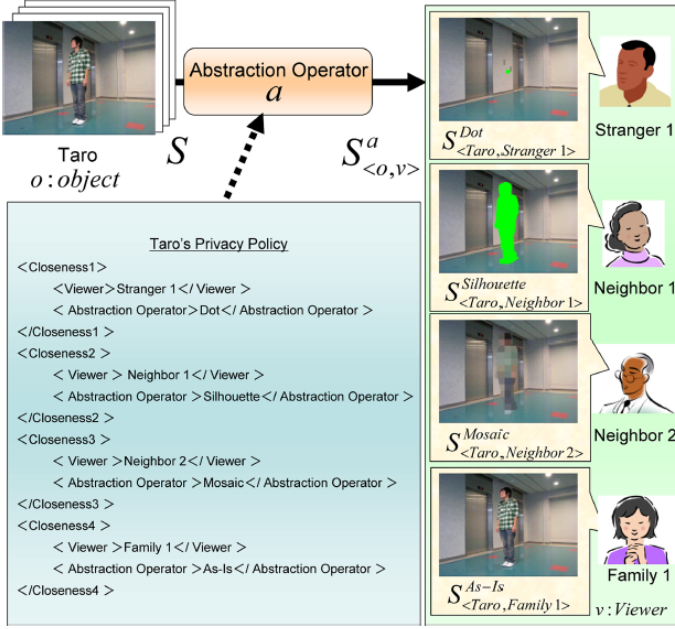 Abstraction Operator
a
Taro
o : object
S
S^a_<o,v>
Taro's Privacy Policy
<Closeness1>
<Viewer>Stranger 1</ Viewer >
< Abstraction Operator>Dot</ Abstraction Operator >
</Closeness1 >
<Closeness2>
< Viewer > Neighbor 1</ Viewer >
< Abstraction Operator >Silhouette</ Abstraction Operator >
</Closeness2 >
<Closeness3>
< Viewer >Neighbor 2</ Viewer >
< Abstraction Operator >Mosaic</ Abstraction Operator >
</Closeness3 >
<Closeness4>
< Viewer >Family 1</ Viewer >
< Abstraction Operator >As-Is</ Abstraction Operator >
</Closeness4 >
S^Dot_<Taro,Stranger 1>
Stranger 1
S^Silhouette_<Taro,Neighbor 1>
Neighbor 1
S^Mosaic_<Taro,Neighbor 2>
Neighbor 2
S^As-Is_<Taro,Family 1>
Family 1
v : Viewer